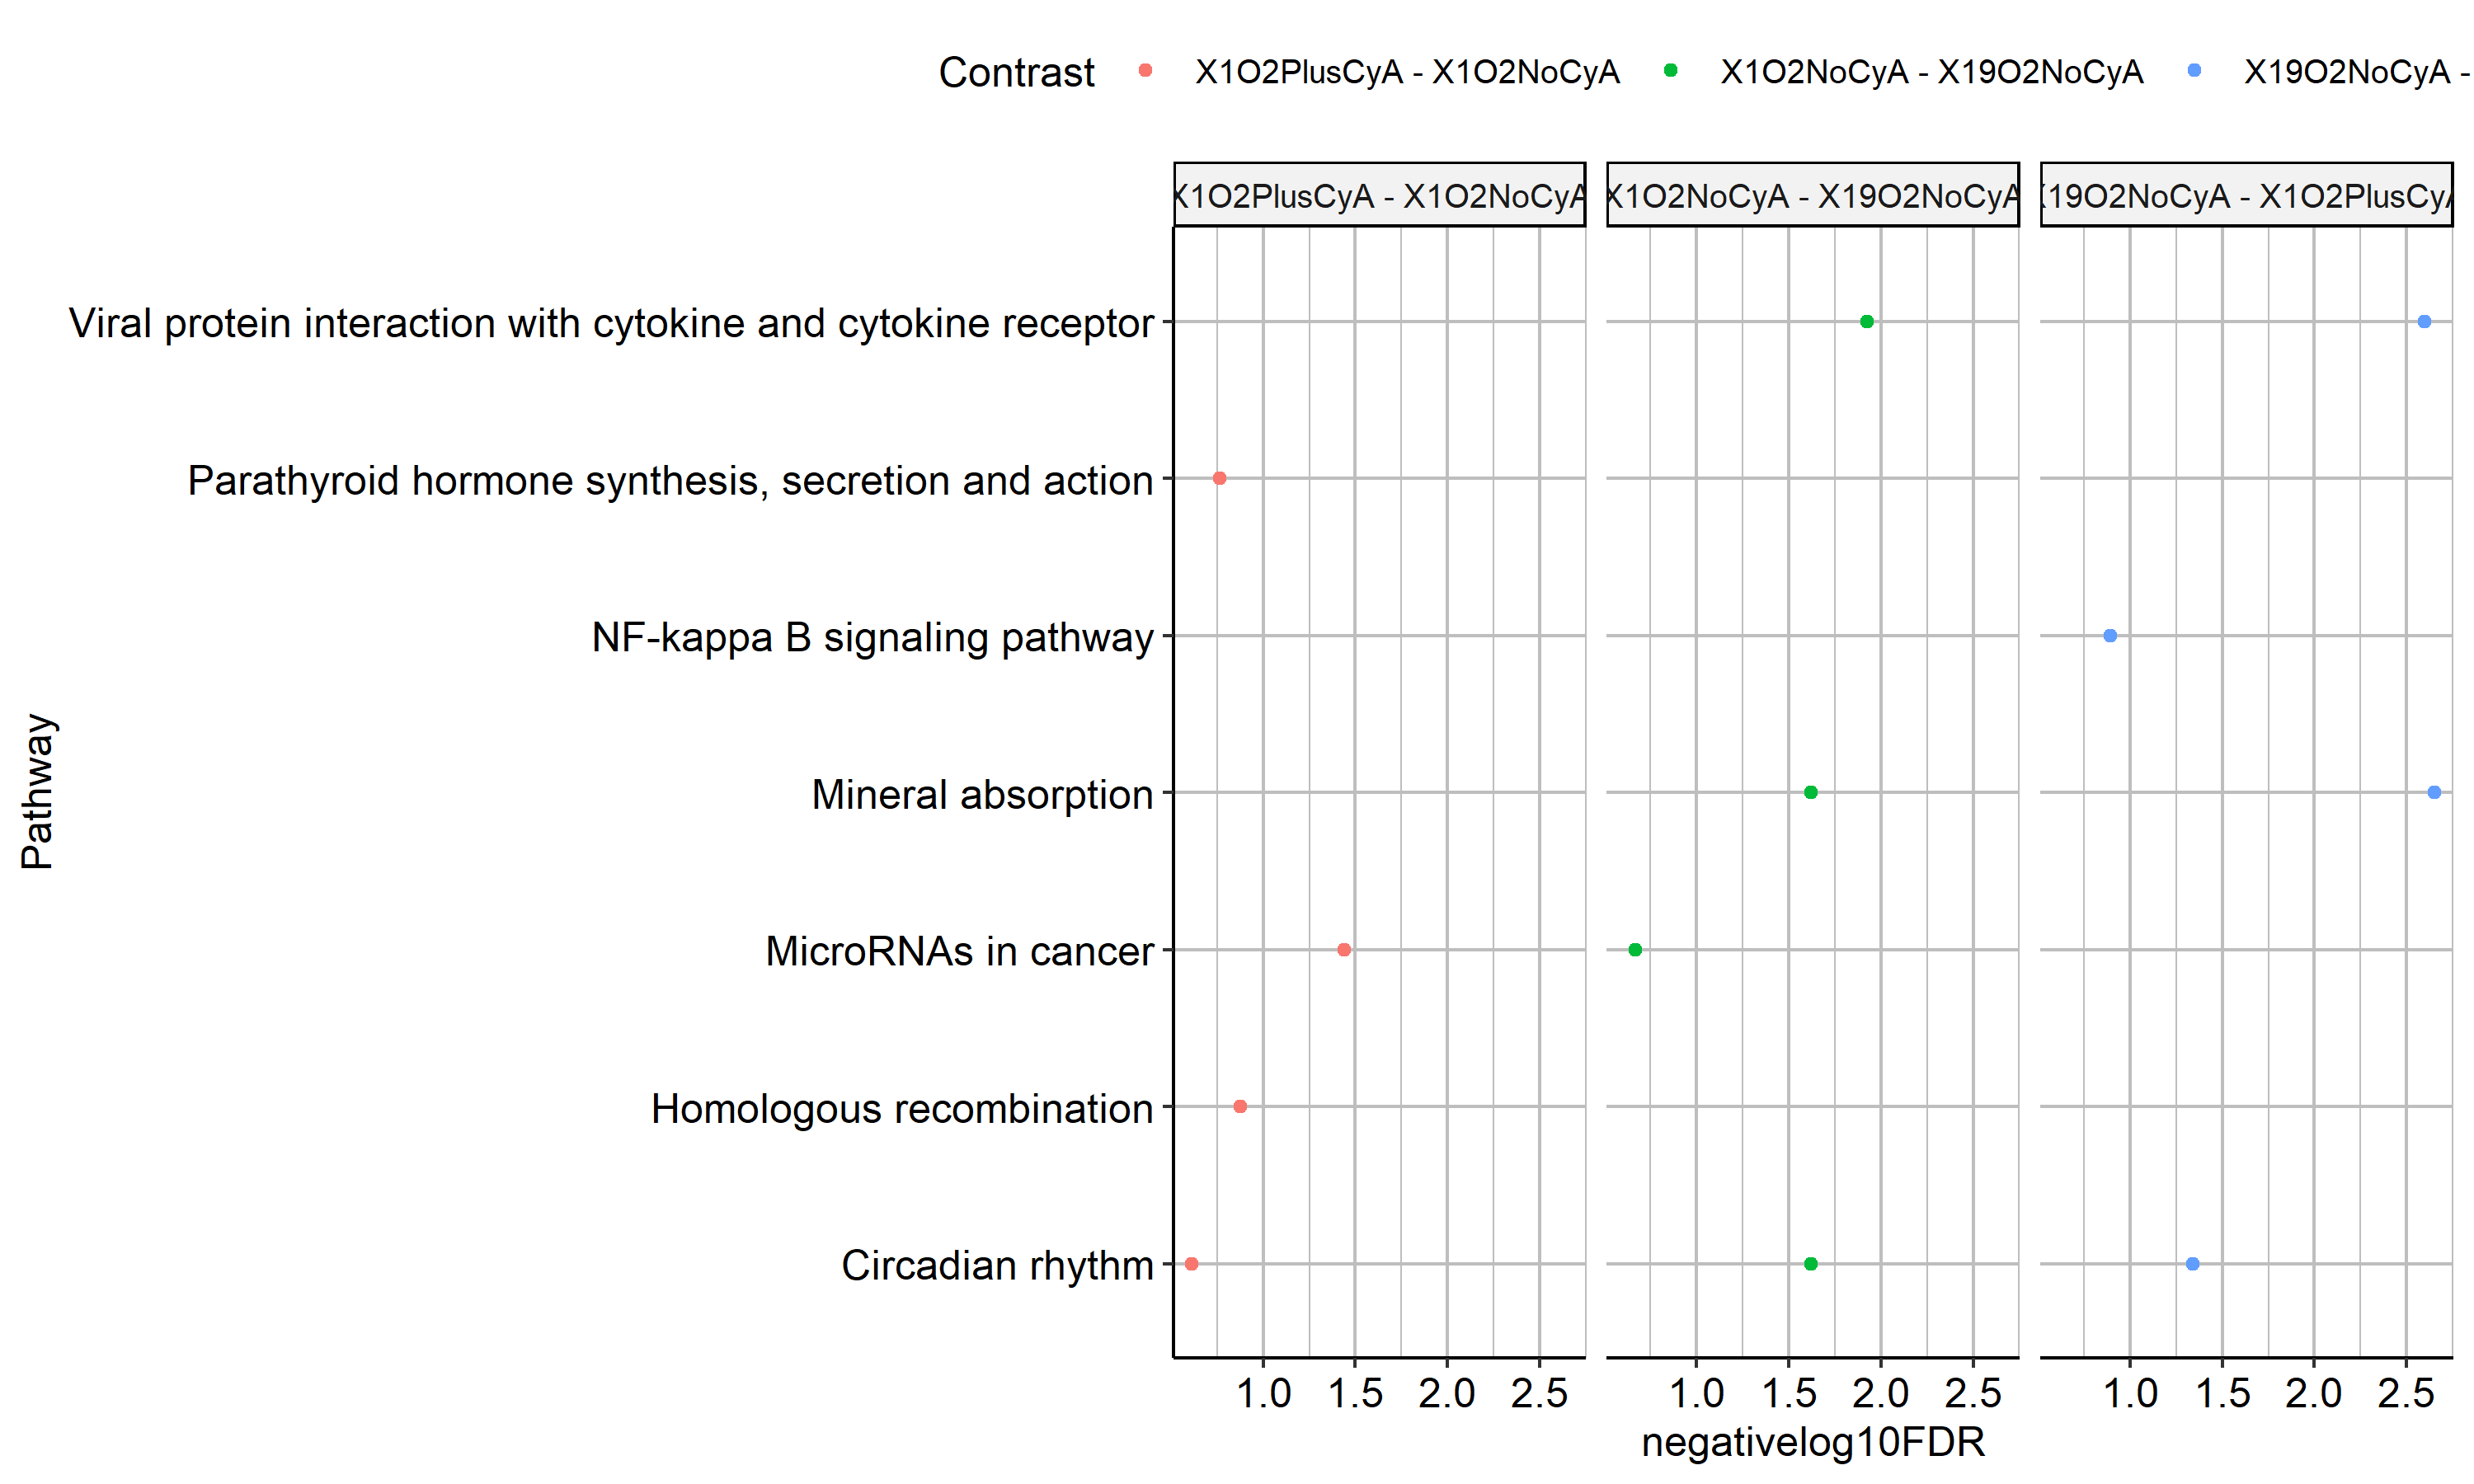 Contrast X1O2PlusCyA - X1O2NoCyA X1O2NoCyA - X19O2NoCyA X19O2NoCyA -
X1O2PlusCyA - X1O2NoCyA X1O2NoCyA - X19O2NoCyA X19O2NoCyA - X1O2PlusCyA
Viral protein interaction with cytokine and cytokine receptor
Parathyroid hormone synthesis, secretion and action
NF-kappa B signaling pathway
Mineral absorption
MicroRNAs in cancer
Homologous recombination
Circadian rhythm
Pathway
1.0 1.5 2.0 2.5 1.0 1.5 2.0 2.5 1.0 1.5 2.0 2.5
negativelog10FDR